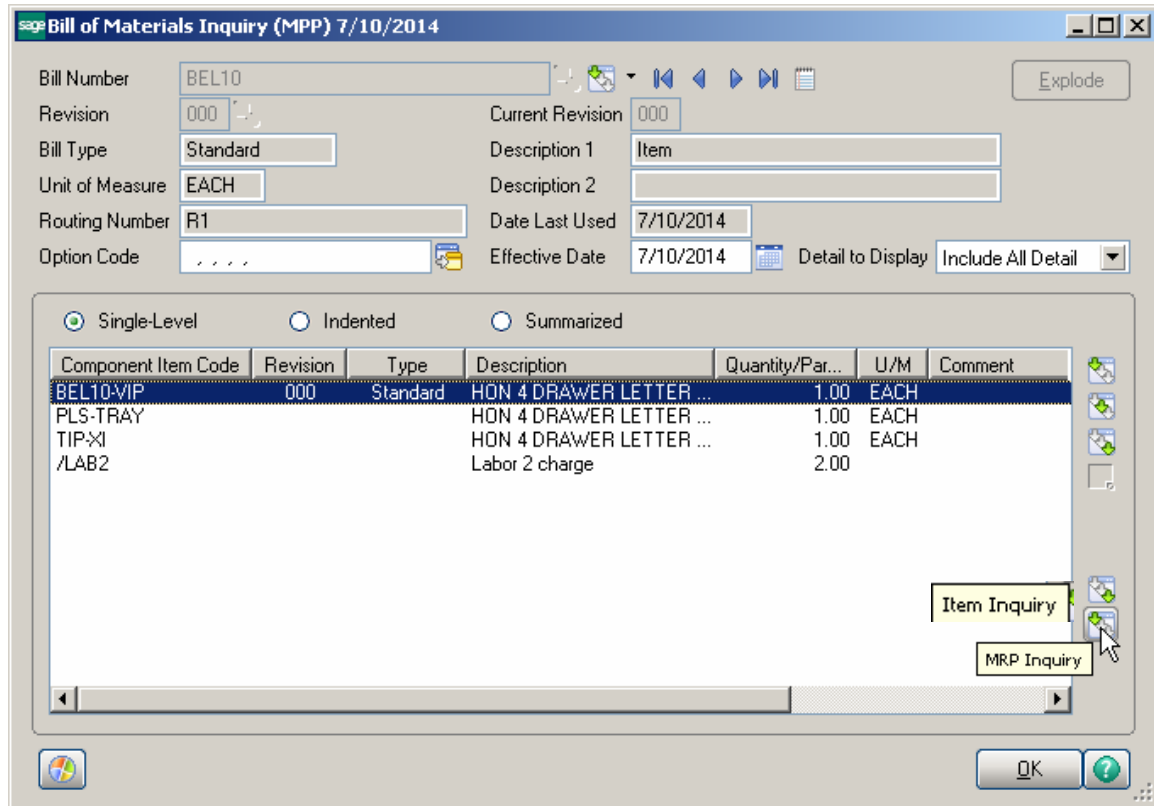 sage Bill of Materials Inquiry (MPP) 7/10/2014
Bill Number BEL10 Explode
Revision 000 Current Revision 000
Bill Type Standard Description 1 Item
Unit of Measure EACH Description 2
Routing Number R1 Date Last Used 7/10/2014
Option Code , , , , Effective Date 7/10/2014 Detail to Display Include All Detail
Single-Level Indented Summarized
Component Item Code Revision Type Description Quantity/Par... U/M Comment
BEL10-VIP 000 Standard HON 4 DRAWER LETTER ... 1.00 EACH
PLS-TRAY HON 4 DRAWER LETTER ... 1.00 EACH
TIP-XI HON 4 DRAWER LETTER ... 1.00 EACH
/LAB2 Labor 2 charge 2.00
Item Inquiry
MRP Inquiry
OK